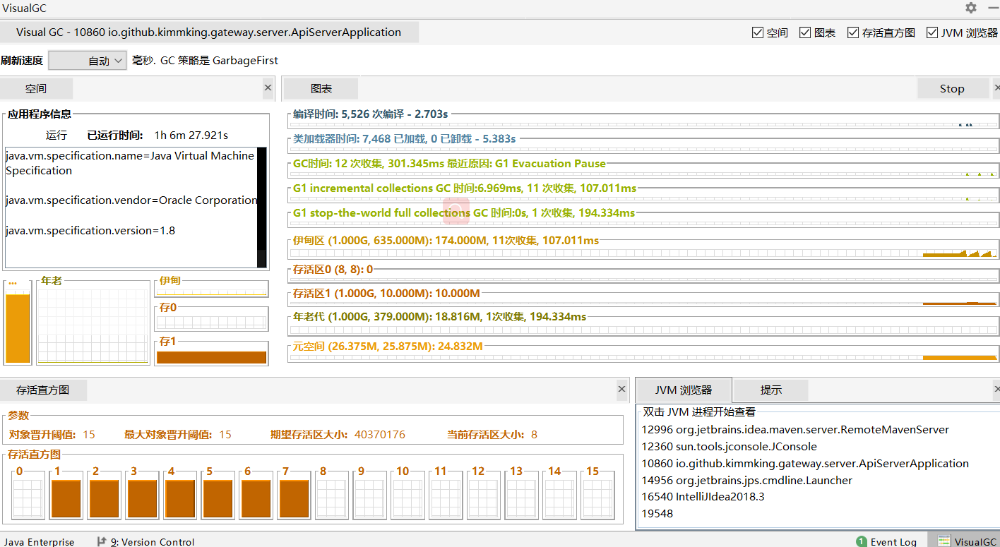 VisualGC
Visual GC - 10860 io.github.kimmking.gateway.server.ApiServerApplication
空间 图表 存活直方图 JVM 浏览器
刷新速度 自动 毫秒. GC 策略是 GarbageFirst
空间
图表
Stop
应用程序信息
运行 已运行时间: 1h 6m 27.921s
java.vm.specification.name=Java Virtual Machine
Specification
java.vm.specification.vendor=Oracle Corporation
java.vm.specification.version=1.8
...
年老
伊甸
存0
存1
编译时间: 5,526 次编译 - 2.703s
类加载器时间: 7,468 已加载, 0 已卸载 - 5.383s
GC时间: 12 次收集, 301.345ms 最近原因: G1 Evacuation Pause
G1 incremental collections GC 时间:6.969ms, 11 次收集, 107.011ms
G1 stop-the-world full collections GC 时间:0s, 1 次收集, 194.334ms
伊甸区 (1.000G, 635.000M): 174.000M, 11次收集, 107.011ms
存活区0 (8, 8): 0
存活区1 (1.000G, 10.000M): 10.000M
年老代 (1.000G, 379.000M): 18.816M, 1次收集, 194.334ms
元空间 (26.375M, 25.875M): 24.832M
存活直方图
参数
对象晋升阈值: 15 最大对象晋升阈值: 15 期望存活区大小: 40370176 当前存活区大小: 8
存活直方图
0 1 2 3 4 5 6 7 8 9 10 11 12 13 14 15
JVM 浏览器 提示
双击 JVM 进程开始查看
12996 org.jetbrains.idea.maven.server.RemoteMavenServer
12360 sun.tools.jconsole.JConsole
10860 io.github.kimmking.gateway.server.ApiServerApplication
14956 org.jetbrains.jps.cmdline.Launcher
16540 IntelliJIdea2018.3
19548
Java Enterprise 9: Version Control 1 Event Log VisualGC